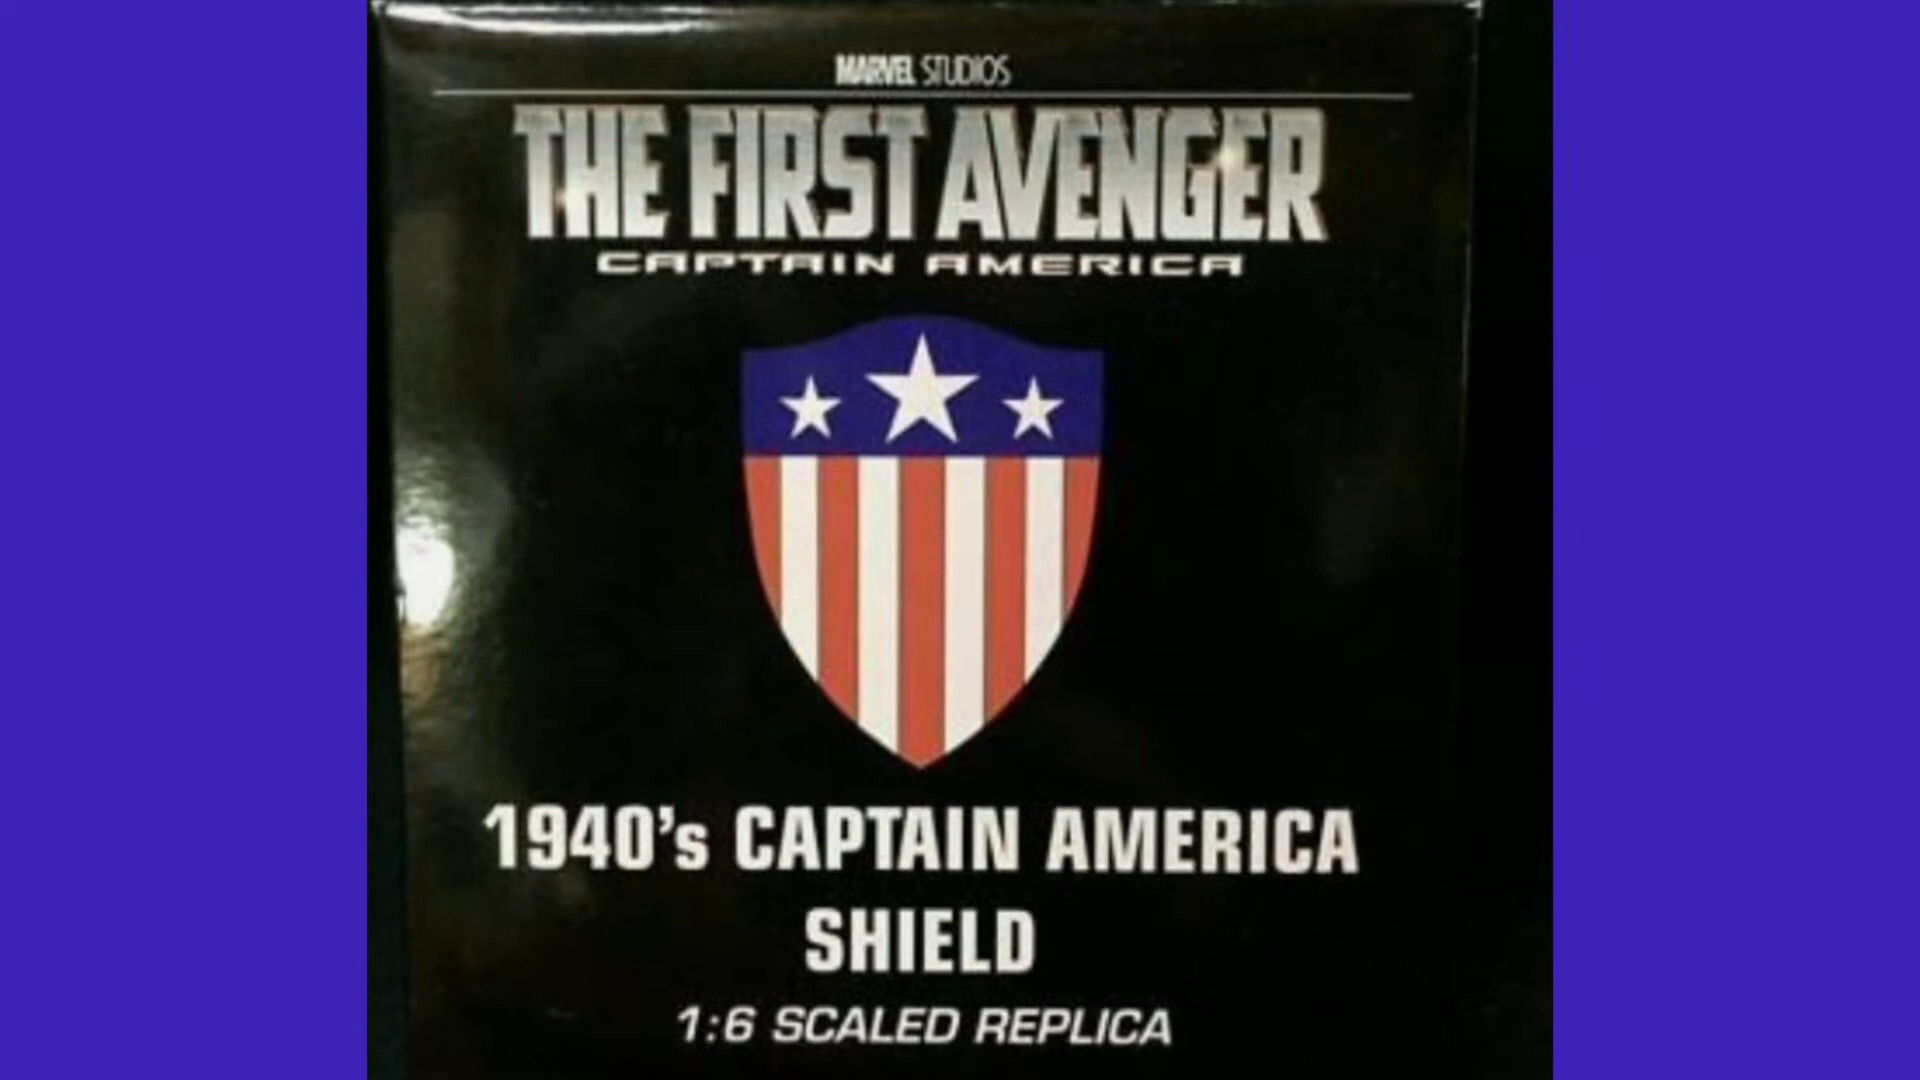 MARVEL STUDIOS
THE FIRST AVENGER
CAPTAIN AMERICA
1940's CAPTAIN AMERICA
SHIELD
1:6 SCALED REPLICA